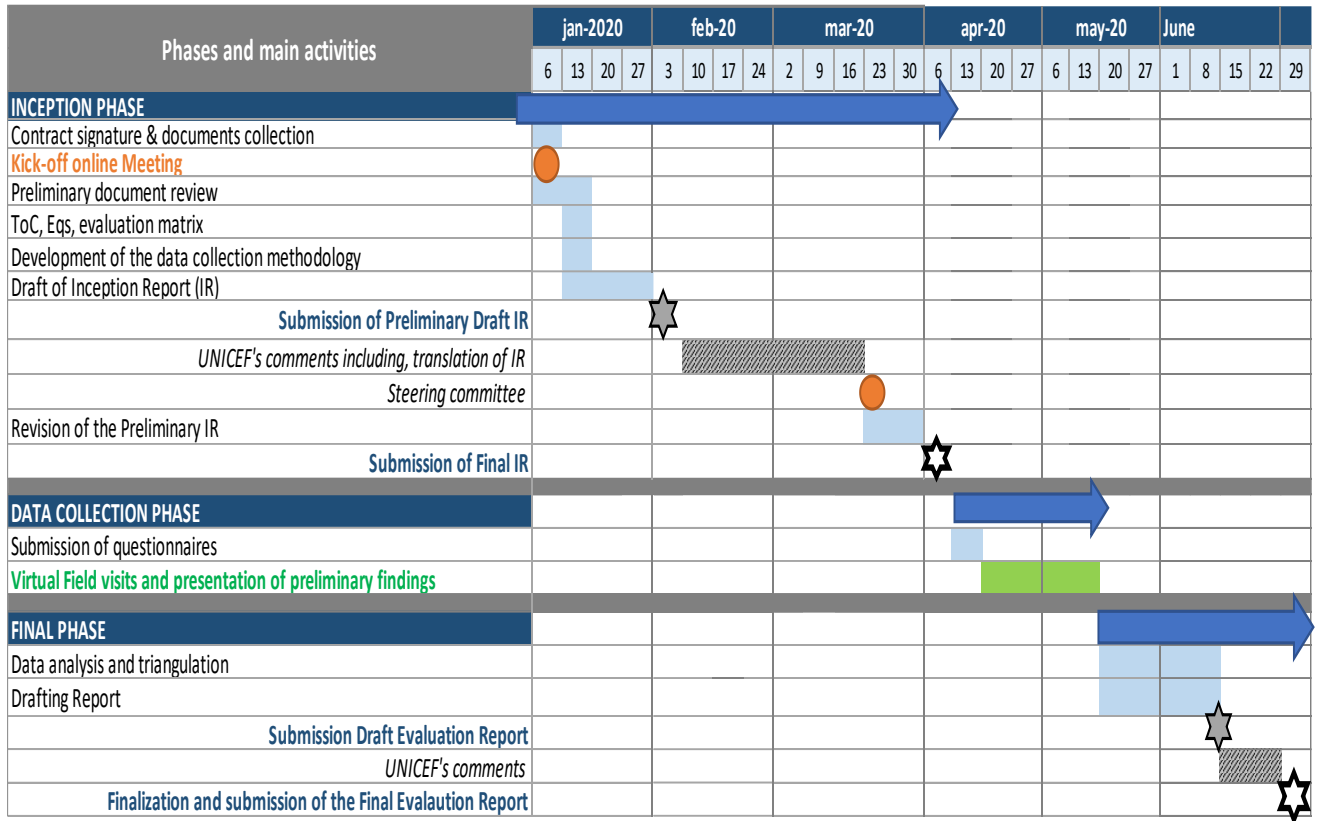 Phases and main activities
jan-2020 feb-20 mar-20 apr-20 may-20 June
6 13 20 27 3 10 17 24 2 9 16 23 30 6 13 20 27 6 13 20 27 1 8 15 22 29
INCEPTION PHASE
Contract signature & documents collection
Kick-off online Meeting
Preliminary document review
ToC, Eqs, evaluation matrix
Development of the data collection methodology
Draft of Inception Report (IR)
Submission of Preliminary Draft IR
UNICEF's comments including, translation of IR
Steering committee
Revision of the Preliminary IR
Submission of Final IR
DATA COLLECTION PHASE
Submission of questionnaires
Virtual Field visits and presentation of preliminary findings
FINAL PHASE
Data analysis and triangulation
Drafting Report
Submission Draft Evaluation Report
UNICEF's comments
Finalization and submission of the Final Evalaution Report